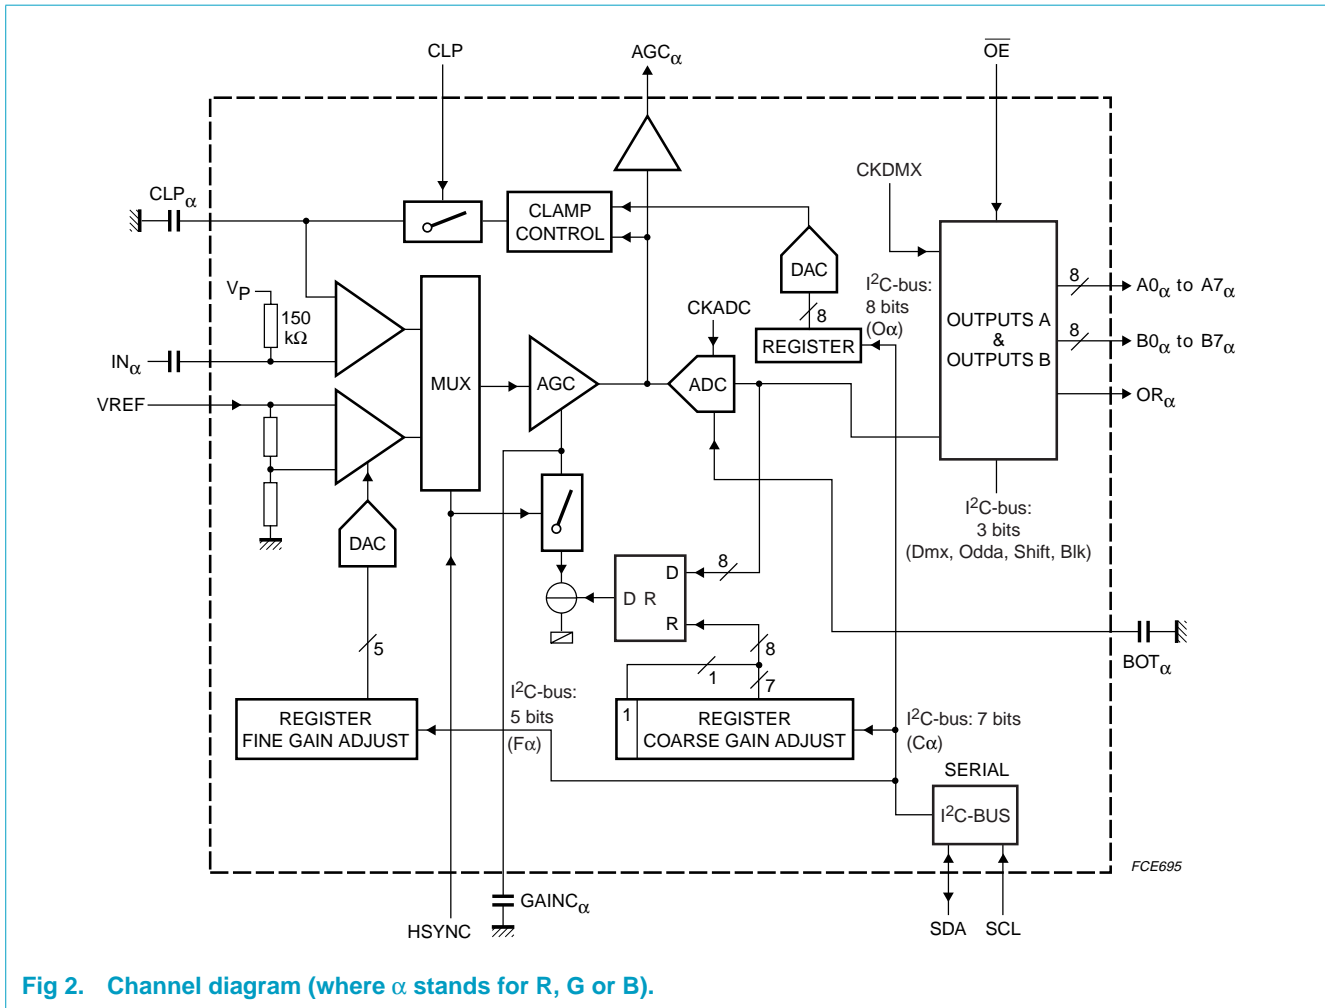 CLP
AGCα
OE
CLPα
CLAMP
CONTROL
CKDMX
DAC
VP
150
kΩ
I²C-bus:
8 bits
(Oα)
8
8
A0α to A7α
OUTPUTS A
&
OUTPUTS B
8
B0α to B7α
CKADC
REGISTER
INα
MUX
AGC
ADC
ORα
VREF
I²C-bus:
3 bits
(Dmx, Odda, Shift, Blk)
DAC
D
8
D R
R
5
8
1
7
BOTα
I²C-bus:
5 bits
(Fα)
REGISTER
FINE GAIN ADJUST
1
REGISTER
COARSE GAIN ADJUST
I²C-bus: 7 bits
(Cα)
SERIAL
I²C-BUS
FCE695
GAINCα
HSYNC
SDA
SCL
Fig 2. Channel diagram (where α stands for R, G or B).